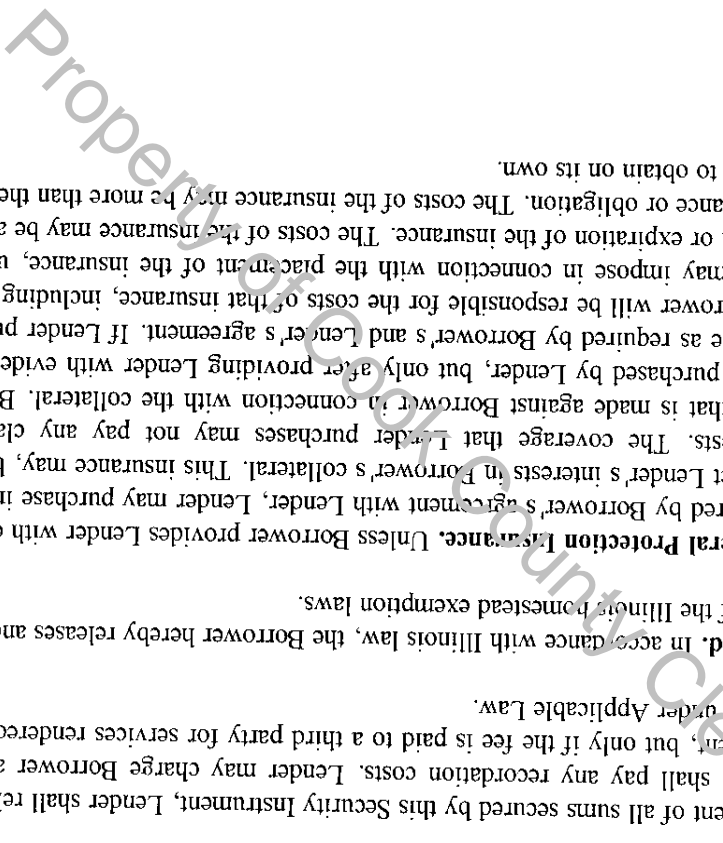 ent of all sums secured by this Security Instrument, Lender shall rel
shall pay any recordation costs. Lender may charge Borrower a
but only if the fee is paid to a third party for services rendered
under Applicable Law.
d. In accordance with Illinois law, the Borrower hereby releases and
f the Illinois homestead exemption laws.
eral Protection Insurance. Unless Borrower provides Lender with
red by Borrower's agreement with Lender, Lender may purchase in
ct Lender's interests in Borrower's collateral. This insurance may, b
sts. The coverage that Lender purchases may not pay any cla
that is made against Borrower in connection with the collateral. B
purchased by Lender, but only after providing Lender with evide
e as required by Borrower's and Lender's agreement. If Lender pu
rower will be responsible for the costs of that insurance, including
may impose in connection with the placement of the insurance, u
or expiration of the insurance. The costs of the insurance may be a
ance or obligation. The costs of the insurance may be more than the
to obtain on its own.
Property of Cook County Cle